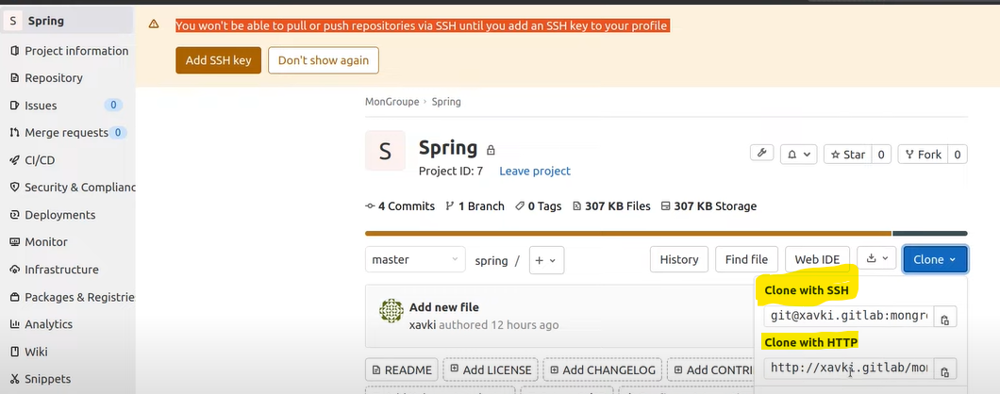 S Spring
You won't be able to pull or push repositories via SSH until you add an SSH key to your profile
Add SSH key
Don't show again
Project information
Repository
Issues 0
Merge requests 0
CI/CD
Security & Complianc
Deployments
Monitor
Infrastructure
Packages & Registrie
Analytics
Wiki
Snippets
MonGroupe › Spring
S
Spring
Project ID: 7 Leave project
Star 0
Fork 0
4 Commits 1 Branch 0 Tags 307 KB Files 307 KB Storage
master
spring / +
History
Find file
Web IDE
Clone
Clone with SSH
git@xavki.gitlab:mongr
Clone with HTTP
http://xavki.gitlab/mo
Add new file
xavki authored 12 hours ago
README
Add LICENSE
Add CHANGELOG
Add CONTRI